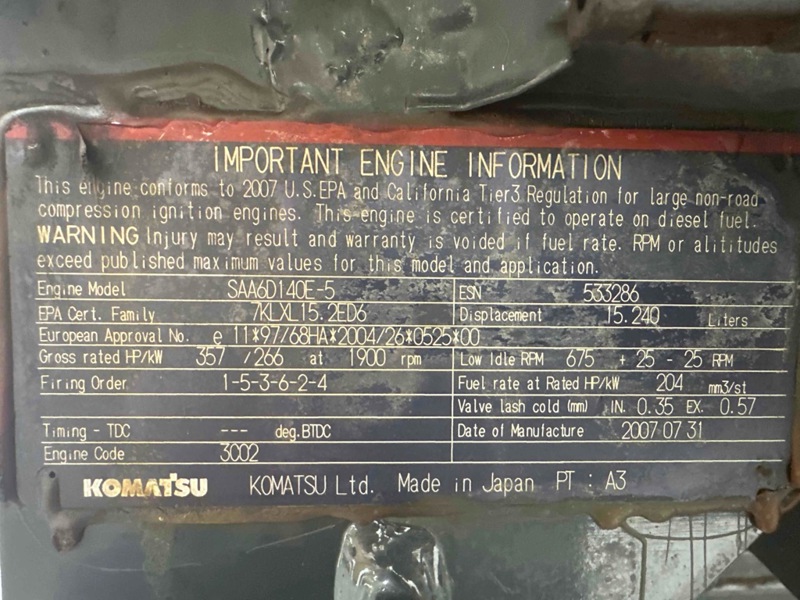 IMPORTANT ENGINE INFORMATION
This engine conforms to 2007 U.S.EPA and California Tier3 Regulation for large non-road
compression ignition engines. This engine is certified to operate on diesel fuel.
WARNING Injury may result and warranty is voided if fuel rate. RPM or alititudes
exceed published maximum values for this model and application.
Engine Model SAA6D140E-5 ESN 533286
EPA Cert. Family 7KLXL15.2ED6 Displacement 15.240 Liters
European Approval No. e 11*97/68HA*2004/26*0525*00
Gross rated HP/kW 357 /266 at 1900 rpm Low Idle RPM 675 + 25 - 25 RPM
Firing Order 1-5-3-6-2-4 Fuel rate at Rated HP/kW 204 mm3/st
Valve lash cold (mm) IN. 0.35 EX. 0.57
Timing - TDC --- deg.BTDC Date of Manufacture 2007 07 31
Engine Code 3002
KOMATSU KOMATSU Ltd. Made in Japan PT : A3